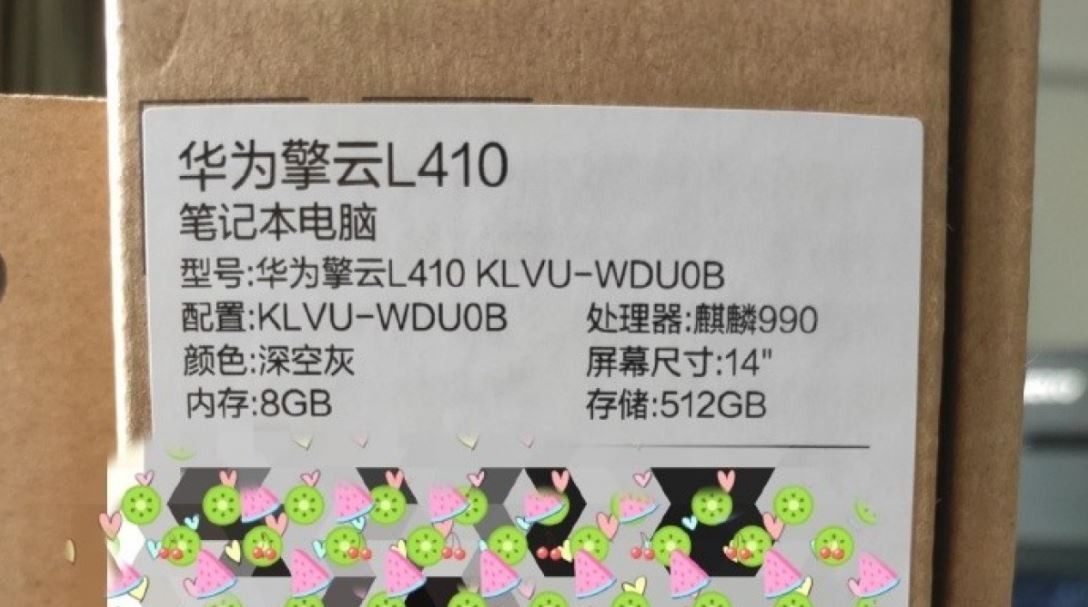 华为擎云L410
笔记本电脑
型号:华为擎云L410 KLVU-WDU0B
配置:KLVU-WDU0B 处理器:麒麟990
颜色:深空灰 屏幕尺寸:14"
内存:8GB 存储:512GB